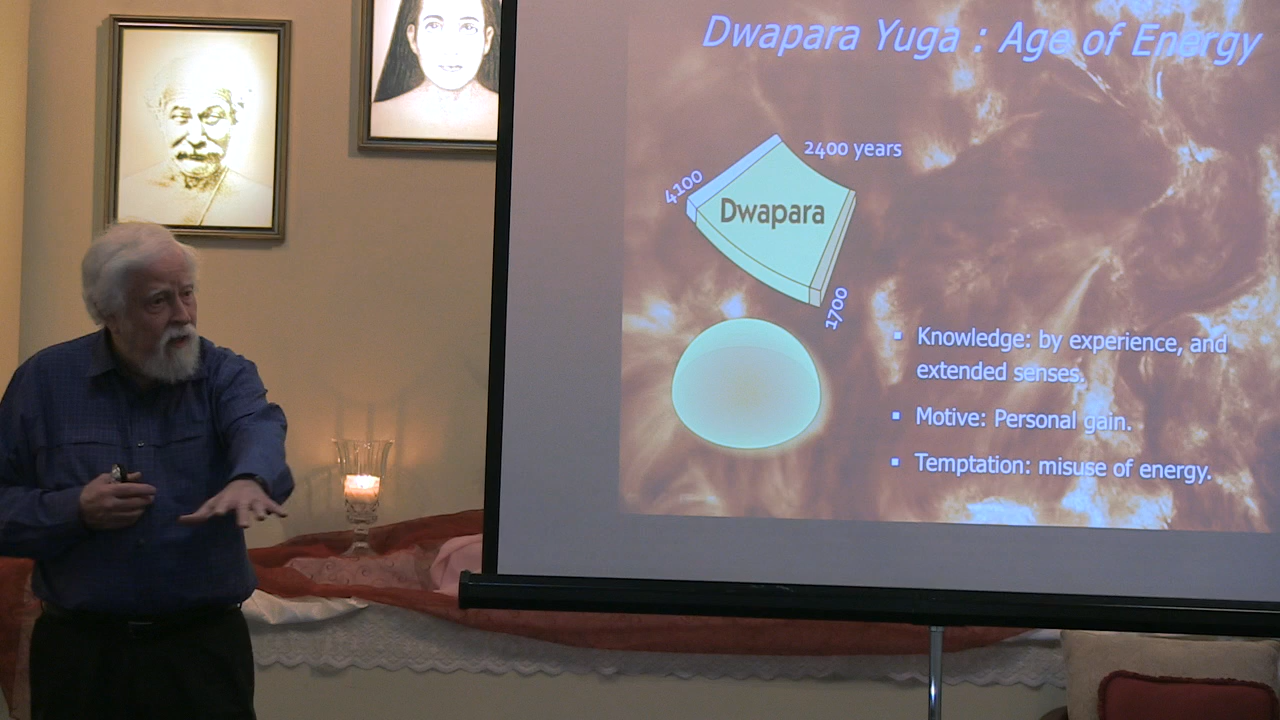 Dwapara Yuga : Age of Energy
2400 years
4100
Dwapara
1700
▪ Knowledge: by experience, and
extended senses.
▪ Motive: Personal gain.
▪ Temptation: misuse of energy.